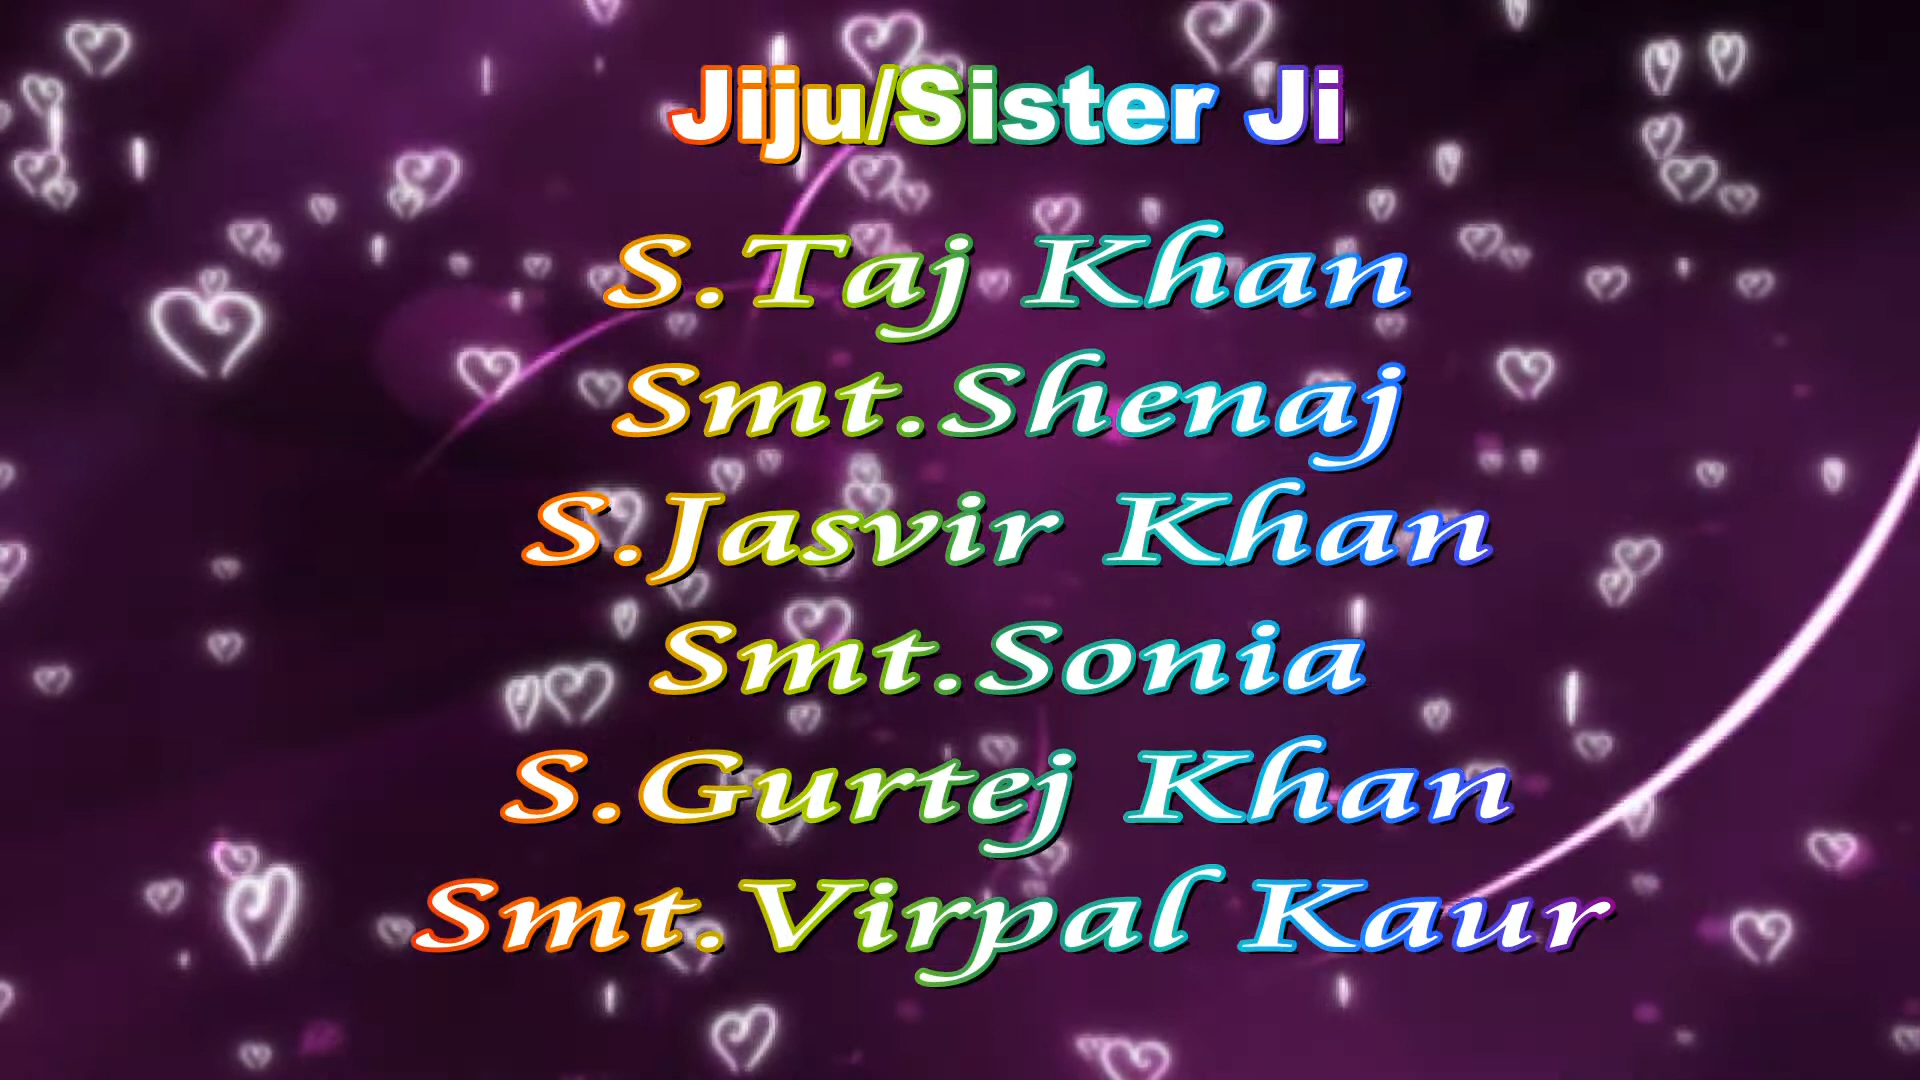 Jiju/Sister Ji
S.Taj Khan
Smt.Shenaj
S.Jasvir Khan
Smt.Sonia
S.Gurtej Khan
Smt.Virpal Kaur